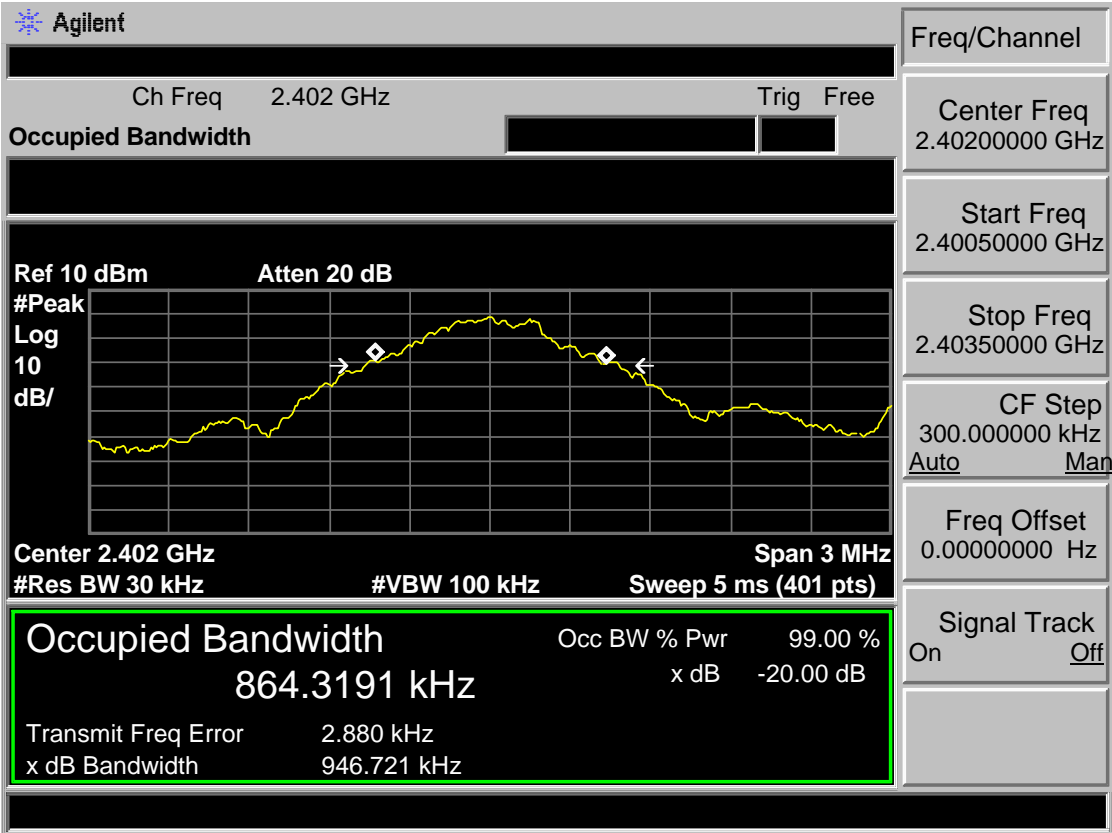 Agilent
Freq/Channel
Ch Freq 2.402 GHz Trig Free
Occupied Bandwidth
Center Freq
2.40200000 GHz
Start Freq
2.40050000 GHz
Stop Freq
2.40350000 GHz
CF Step
300.000000 kHz
Auto Man
Freq Offset
0.00000000 Hz
Signal Track
On Off
Ref 10 dBm Atten 20 dB
#Peak
Log
10
dB/
Center 2.402 GHz Span 3 MHz
#Res BW 30 kHz #VBW 100 kHz Sweep 5 ms (401 pts)
Occupied Bandwidth Occ BW % Pwr 99.00 %
864.3191 kHz x dB -20.00 dB
Transmit Freq Error 2.880 kHz
x dB Bandwidth 946.721 kHz